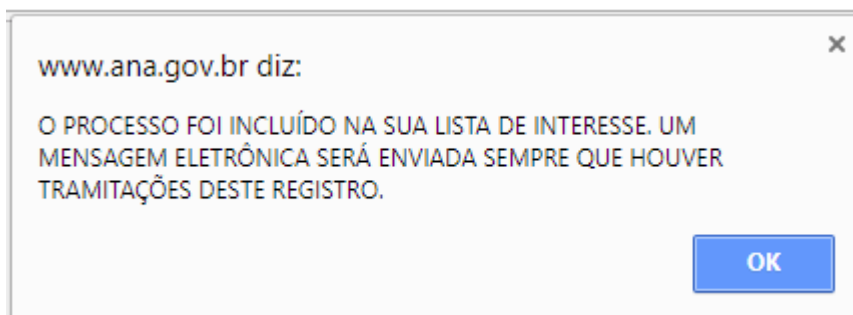 www.ana.gov.br diz:
O PROCESSO FOI INCLUÍDO NA SUA LISTA DE INTERESSE. UM
MENSAGEM ELETRÔNICA SERÁ ENVIADA SEMPRE QUE HOUVER
TRAMITAÇÕES DESTE REGISTRO.
OK